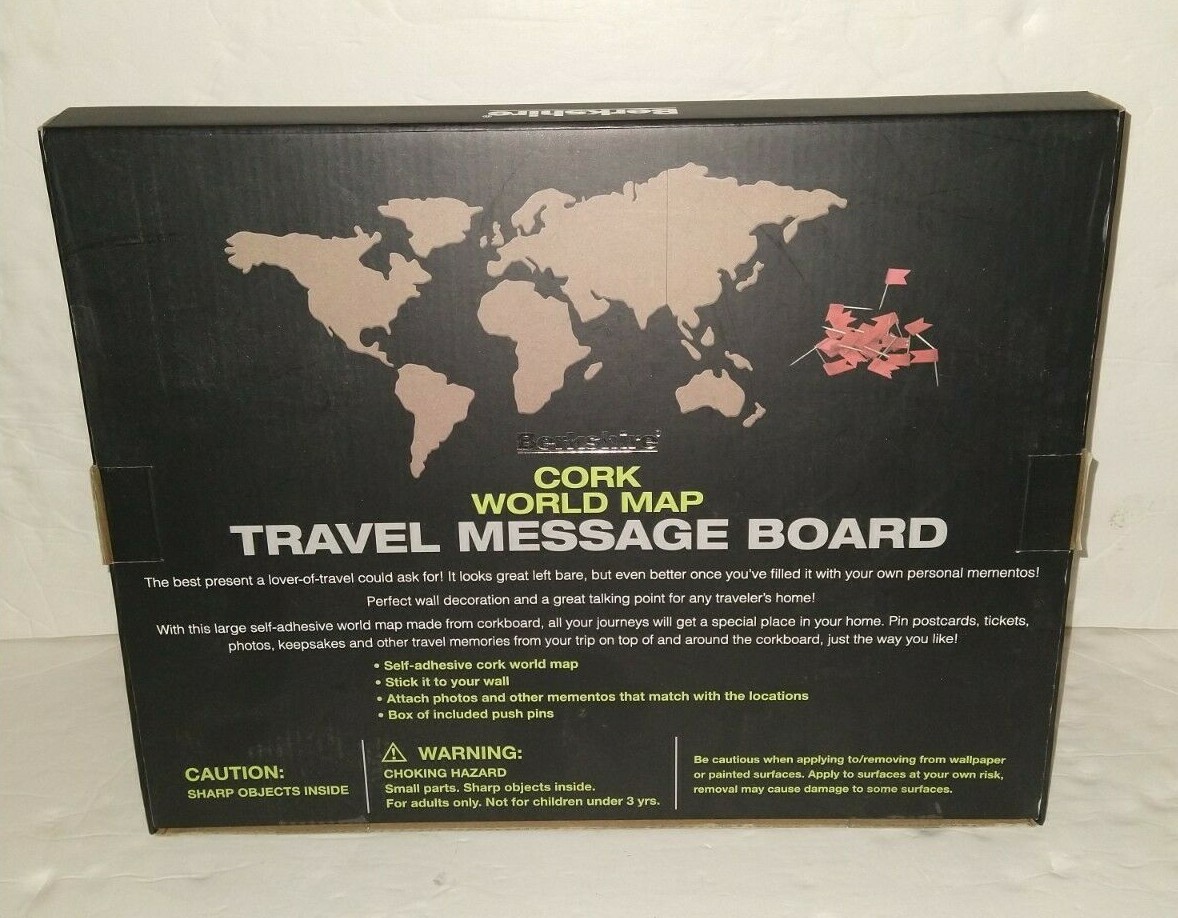 Berkshire
Berkshire
CORK
WORLD MAP
TRAVEL MESSAGE BOARD
The best present a lover-of-travel could ask for! It looks great left bare, but even better once you've filled it with your own personal mementos!
Perfect wall decoration and a great talking point for any traveler's home!
With this large self-adhesive world map made from corkboard, all your journeys will get a special place in your home. Pin postcards, tickets,
photos, keepsakes and other travel memories from your trip on top of and around the corkboard, just the way you like!
• Self-adhesive cork world map
• Stick it to your wall
• Attach photos and other mementos that match with the locations
• Box of included push pins
CAUTION:
SHARP OBJECTS INSIDE
⚠ WARNING:
CHOKING HAZARD
Small parts. Sharp objects inside.
For adults only. Not for children under 3 yrs.
Be cautious when applying to/removing from wallpaper
or painted surfaces. Apply to surfaces at your own risk,
removal may cause damage to some surfaces.